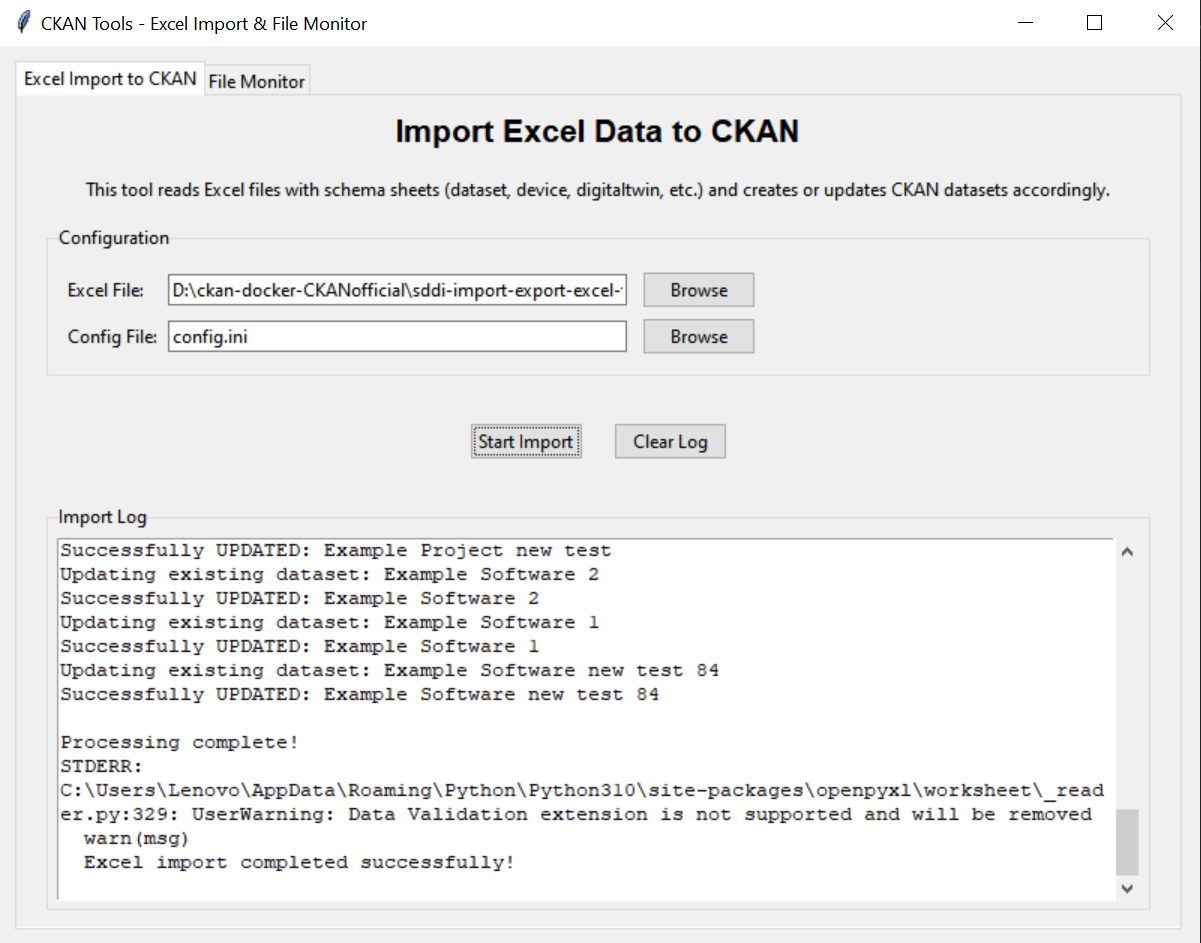 CKAN Tools - Excel Import & File Monitor
Excel Import to CKAN File Monitor
Import Excel Data to CKAN
This tool reads Excel files with schema sheets (dataset, device, digitaltwin, etc.) and creates or updates CKAN datasets accordingly.
Configuration
Excel File: D:\ckan-docker-CKANofficial\sddi-import-export-excel- Browse
Config File: config.ini Browse
Start Import Clear Log
Import Log
Successfully UPDATED: Example Project new test
Updating existing dataset: Example Software 2
Successfully UPDATED: Example Software 2
Updating existing dataset: Example Software 1
Successfully UPDATED: Example Software 1
Updating existing dataset: Example Software new test 84
Successfully UPDATED: Example Software new test 84
Processing complete!
STDERR:
C:\Users\Lenovo\AppData\Roaming\Python\Python310\site-packages\openpyxl\worksheet\_read
er.py:329: UserWarning: Data Validation extension is not supported and will be removed
warn(msg)
Excel import completed successfully!